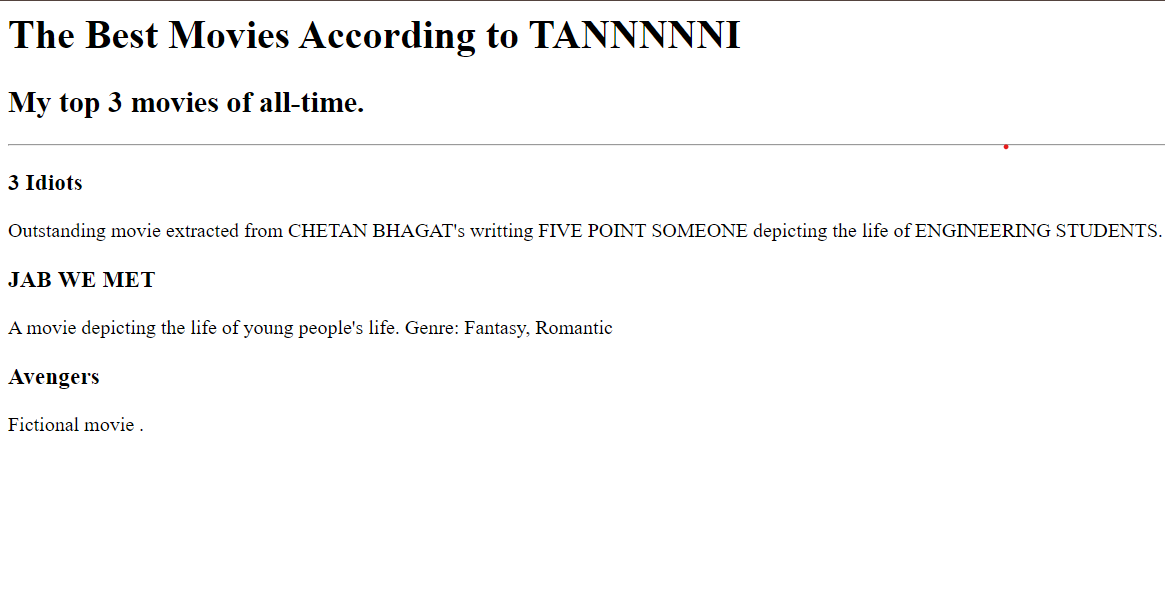 The Best Movies According to TANNNNNI
My top 3 movies of all-time.
3 Idiots
Outstanding movie extracted from CHETAN BHAGAT's writting FIVE POINT SOMEONE depicting the life of ENGINEERING STUDENTS.
JAB WE MET
A movie depicting the life of young people's life. Genre: Fantasy, Romantic
Avengers
Fictional movie .